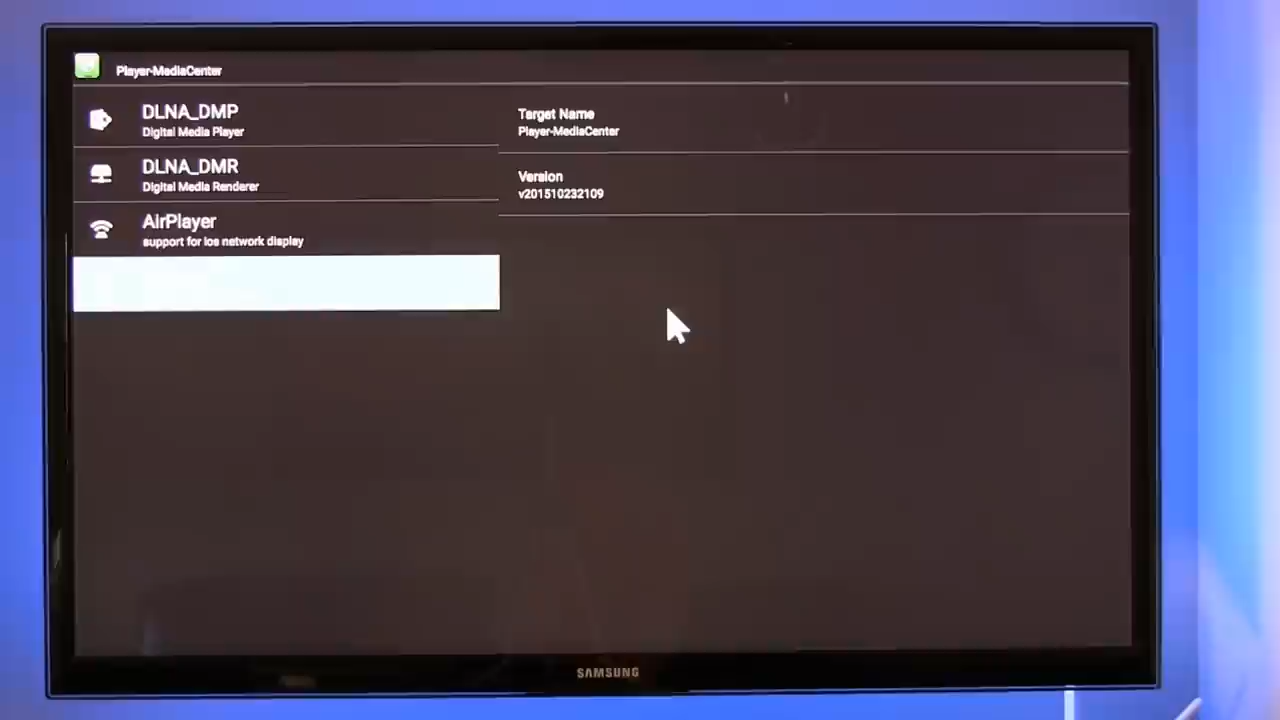 Player-MediaCenter
DLNA_DMP
Digital Media Player
DLNA_DMR
Digital Media Renderer
AirPlayer
support for ios network display
Target Name
Player-MediaCenter
Version
v201510232109
SAMSUNG